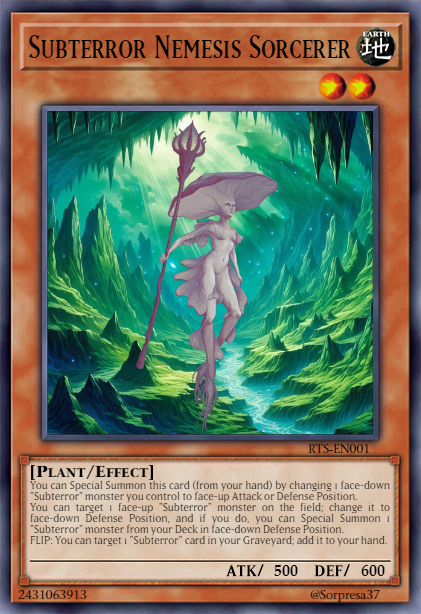 Subterror Nemesis Sorcerer
EARTH
地
RTS-EN001
[Plant/Effect]
You can Special Summon this card (from your hand) by changing 1 face-down
"Subterror" monster you control to face-up Attack or Defense Position.
You can target 1 face-up "Subterror" monster on the field; change it to
face-down Defense Position, and if you do, you can Special Summon 1
"Subterror" monster from your Deck in face-down Defense Position.
FLIP: You can target 1 "Subterror" card in your Graveyard; add it to your hand.
ATK/ 500 DEF/ 600
2431063913 @Sorpresa37